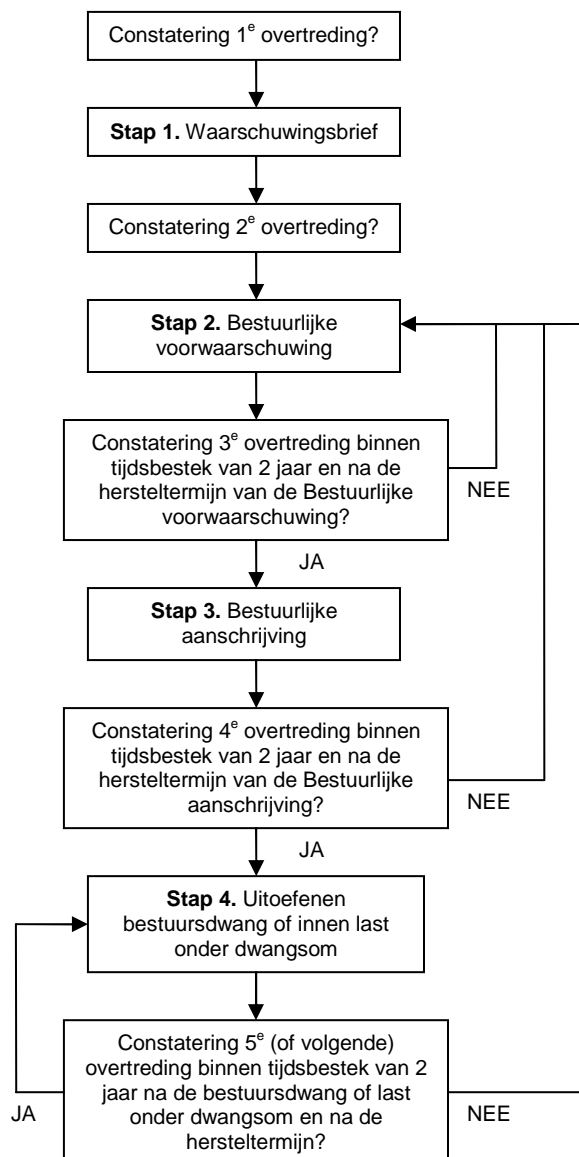 Constatering 1e overtreding?
Stap 1. Waarschuwingsbrief
Constatering 2e overtreding?
Stap 2. Bestuurlijke
voorwaarschuwing
Constatering 3e overtreding binnen
tijdsbestek van 2 jaar en na de
hersteltermijn van de Bestuurlijke
voorwaarschuwing?
NEE
JA
Stap 3. Bestuurlijke
aanschrijving
Constatering 4e overtreding binnen
tijdsbestek van 2 jaar en na de
hersteltermijn van de Bestuurlijke
aanschrijving?
NEE
JA
Stap 4. Uitoefenen
bestuursdwang of innen last
onder dwangsom
Constatering 5e (of volgende)
overtreding binnen tijdsbestek van 2
jaar na de bestuursdwang of last
onder dwangsom en na de
hersteltermijn?
JA
NEE